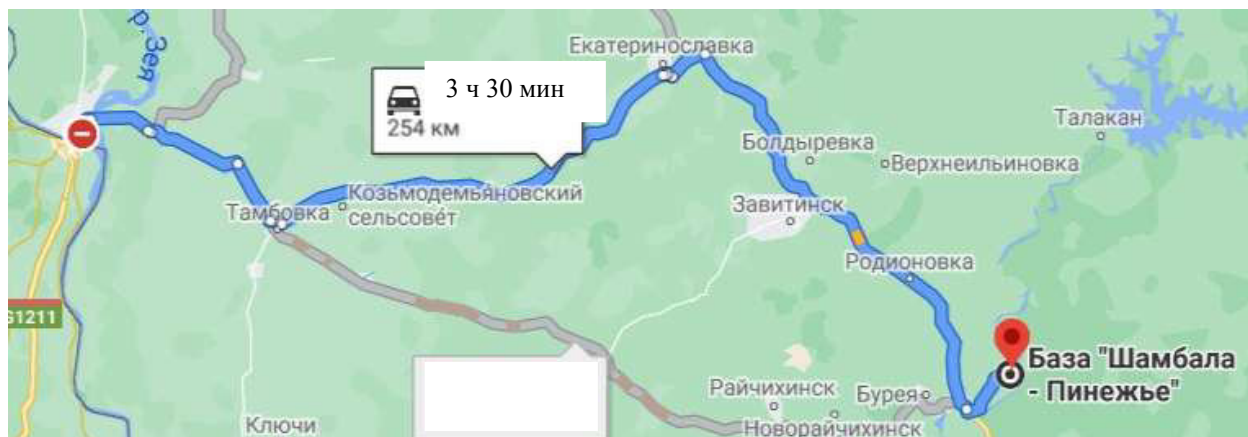 р. Зея
Екатеринославка
3 ч 30 мин
254 км
Талакан
Болдыревка
Верхнеильиновка
Козьмодемьяновский
сельсовет
Тамбовка
Завитинск
Родионовка
G1211
База "Шамбала
- Пинежье"
Райчихинск
Бурея
Ключи
Новорайчихинск